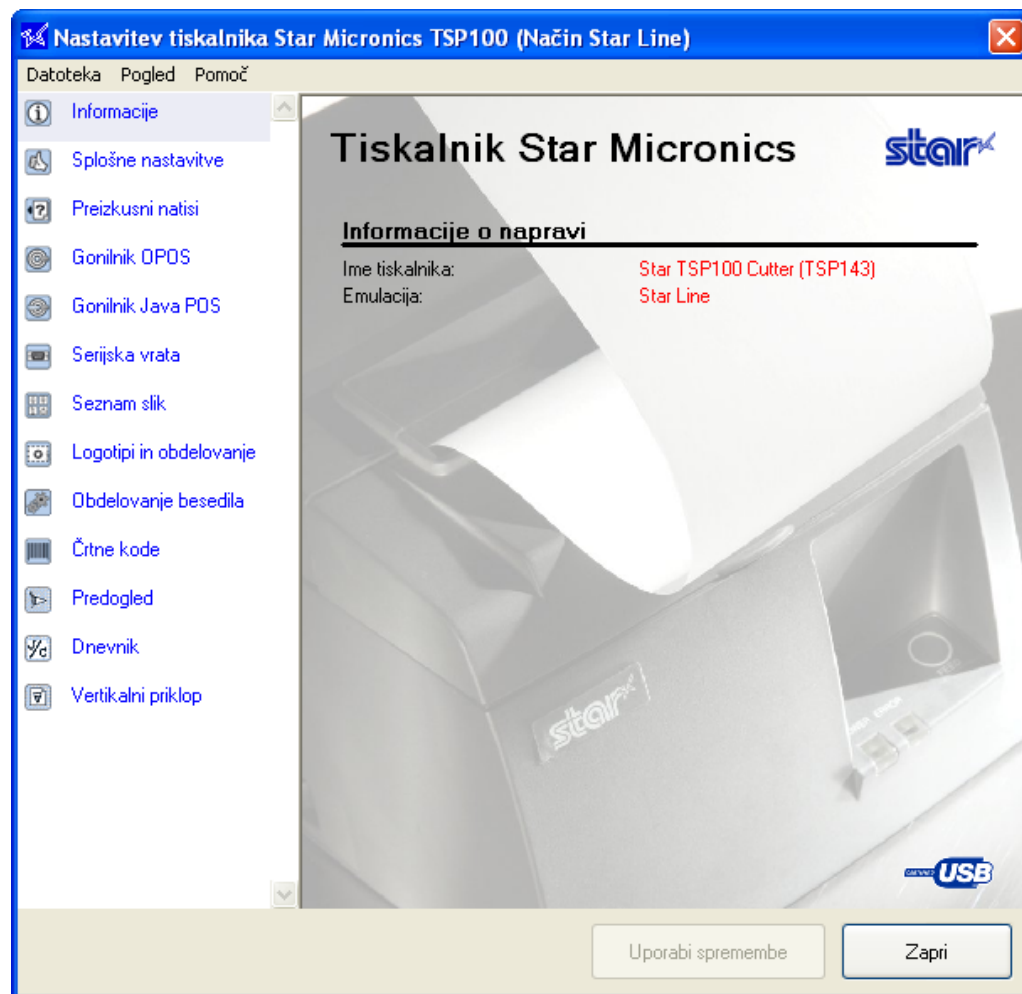 Nastavitev tiskalnika Star Micronics TSP100 (Način Star Line)
Datoteka Pogled Pomoč
Informacije
Splošne nastavitve
Preizkusni natisi
Gonilnik OPOS
Gonilnik Java POS
Serijska vrata
Seznam slik
Logotipi in obdelovanje
Obdelovanje besedila
Črtne kode
Predogled
Dnevnik
Vertikalni priklop
Tiskalnik Star Micronics
star
Informacije o napravi
Ime tiskalnika: Star TSP100 Cutter (TSP143)
Emulacija: Star Line
star
USB
Uporabi spremembe Zapri